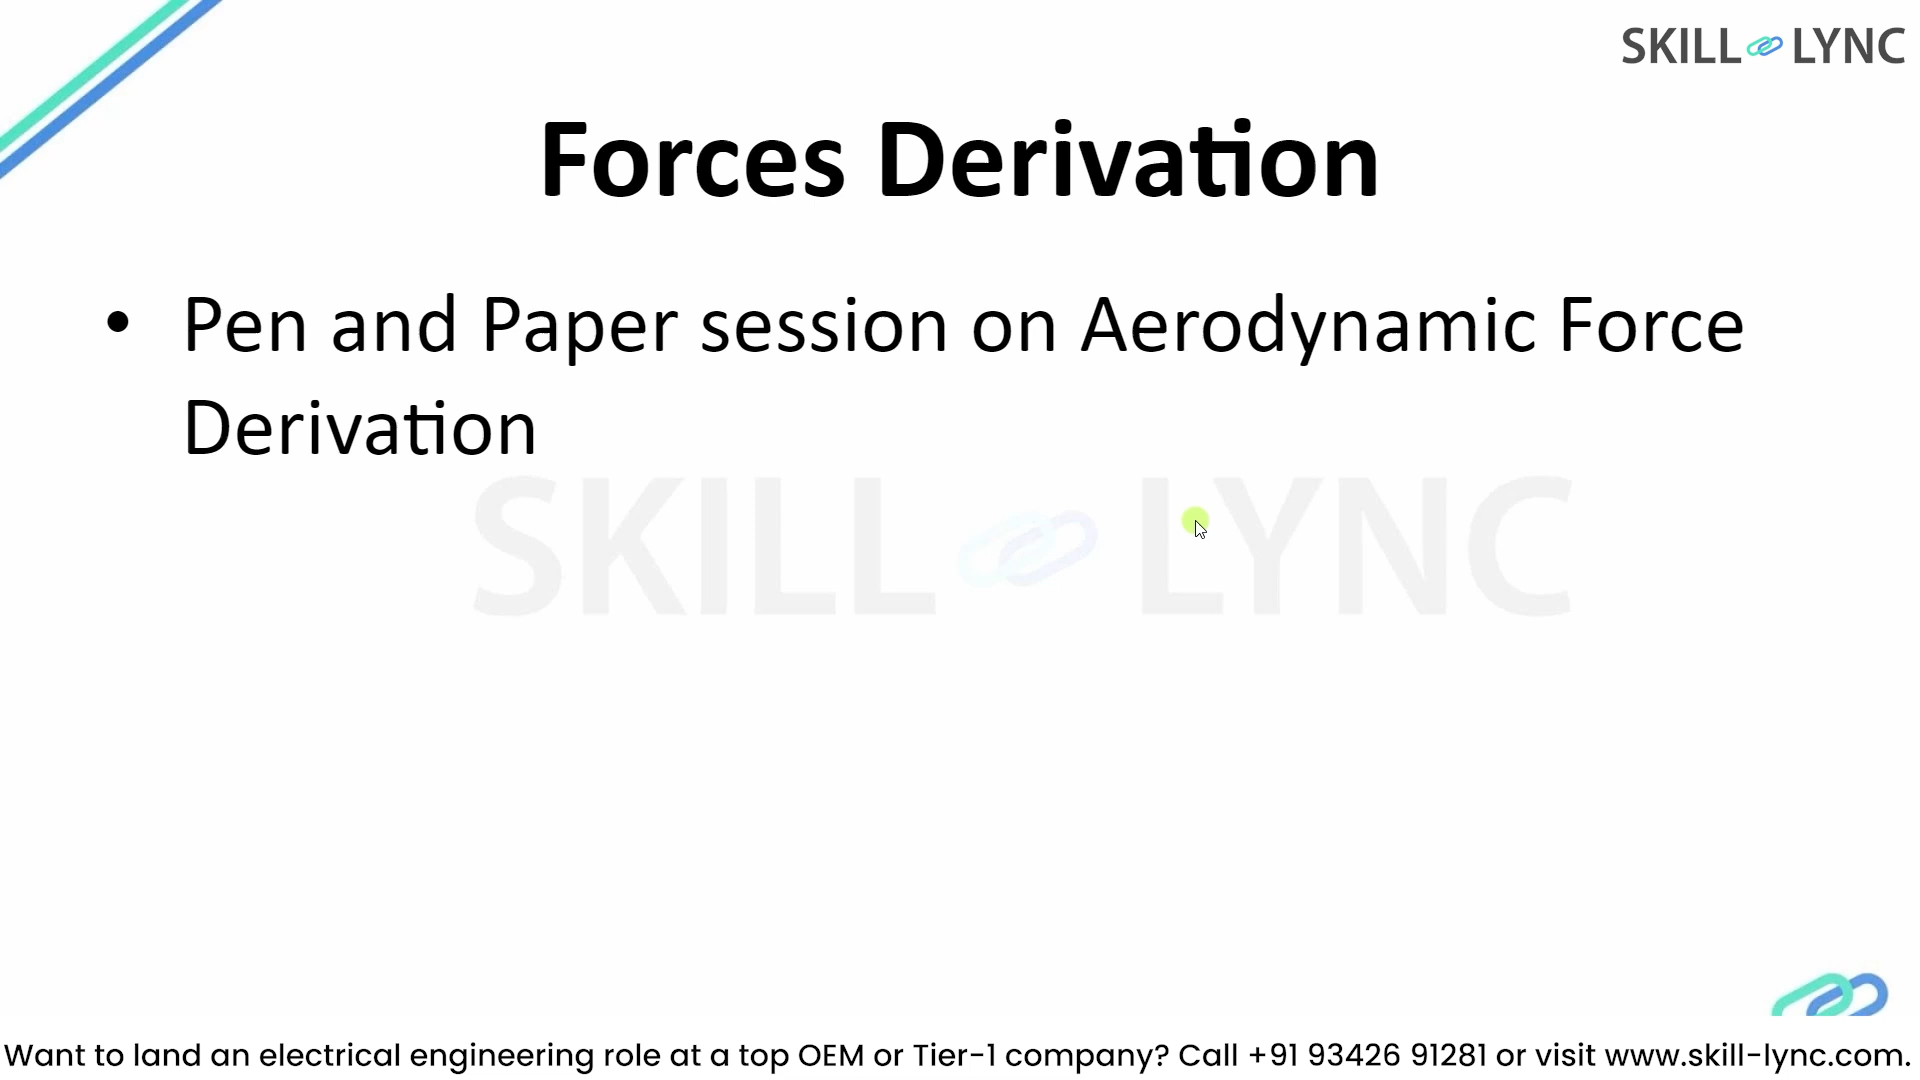 SKILL LYNC
Forces Derivation
• Pen and Paper session on Aerodynamic Force
Derivation
SKILL LYNC
Want to land an electrical engineering role at a top OEM or Tier-1 company? Call +91 93426 91281 or visit www.skill-lync.com.